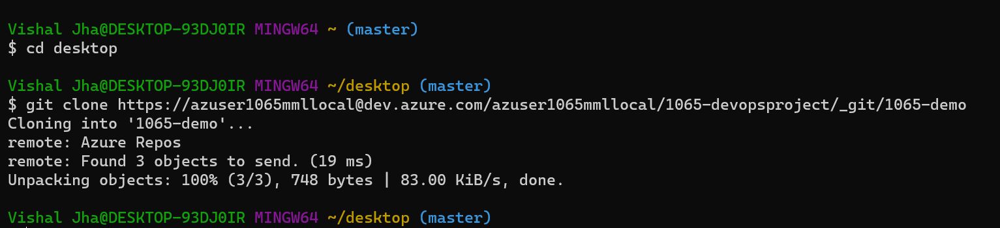 Vishal Jha@DESKTOP-93DJ0IR MINGW64 ~ (master)
$ cd desktop
Vishal Jha@DESKTOP-93DJ0IR MINGW64 ~/desktop (master)
$ git clone https://azuser1065mmllocal@dev.azure.com/azuser1065mmllocal/1065-devopsproject/_git/1065-demo
Cloning into '1065-demo'...
remote: Azure Repos
remote: Found 3 objects to send. (19 ms)
Unpacking objects: 100% (3/3), 748 bytes | 83.00 KiB/s, done.
Vishal Jha@DESKTOP-93DJ0IR MINGW64 ~/desktop (master)